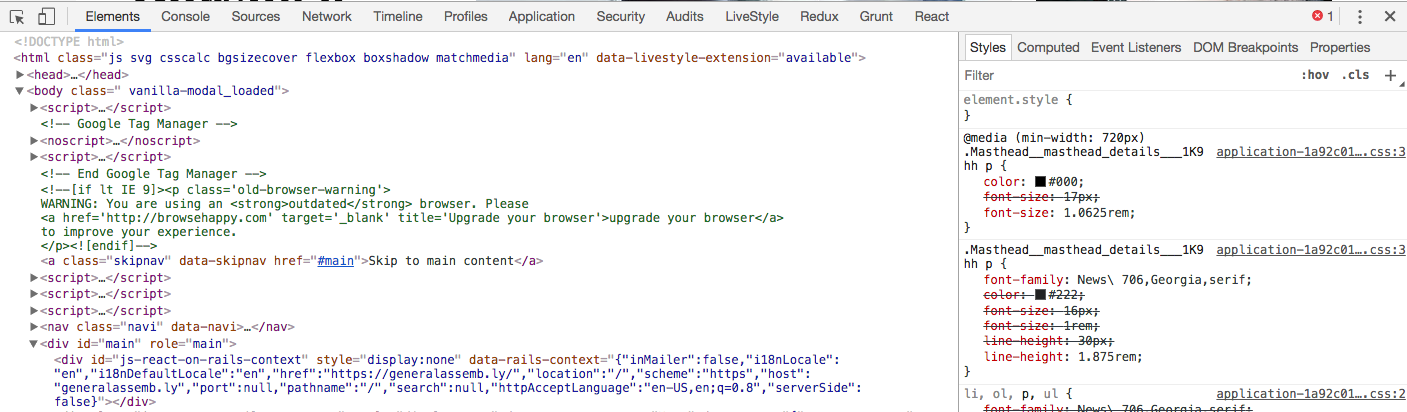 Elements Console Sources Network Timeline Profiles Application Security Audits LiveStyle Redux Grunt React 1
<!DOCTYPE html>
<html class="js svg csscalc bgsizecover flexbox boxshadow matchmedia" lang="en" data-livestyle-extension="available">
<head>…</head>
<body class=" vanilla-modal_loaded">
<script>…</script>
<!-- Google Tag Manager -->
<noscript>…</noscript>
<script>…</script>
<!-- End Google Tag Manager -->
<!--[if lt IE 9]><p class='old-browser-warning'>
WARNING: You are using an <strong>outdated</strong> browser. Please
<a href='http://browsehappy.com' target='_blank' title='Upgrade your browser'>upgrade your browser</a>
to improve your experience.
</p><![endif]-->
<a class="skipnav" data-skipnav href="#main">Skip to main content</a>
<script>…</script>
<script>…</script>
<script>…</script>
<nav class="navi" data-navi>…</nav>
<div id="main" role="main">
<div id="js-react-on-rails-context" style="display:none" data-rails-context="{"inMailer":false,"i18nLocale":
"en","i18nDefaultLocale":"en","href":"https://generalassemb.ly/","location":"/","scheme":"https","host":
"generalassemb.ly","port":null,"pathname":"/","search":null,"httpAcceptLanguage":"en-US,en;q=0.8","serverSide":
false}"></div>
Styles Computed Event Listeners DOM Breakpoints Properties
Filter :hov .cls +
element.style {
}
@media (min-width: 720px)
.Masthead__masthead_details___1K9 application-1a92c01….css:3
hh p {
color: #000;
font-size: 17px;
font-size: 1.0625rem;
}
.Masthead__masthead_details___1K9 application-1a92c01….css:3
hh p {
font-family: News\ 706,Georgia,serif;
color: #222;
font-size: 16px;
font-size: 1rem;
line-height: 30px;
line-height: 1.875rem;
}
li, ol, p, ul { application-1a92c01….css:2
font-family: News 706,Georgia,serif;